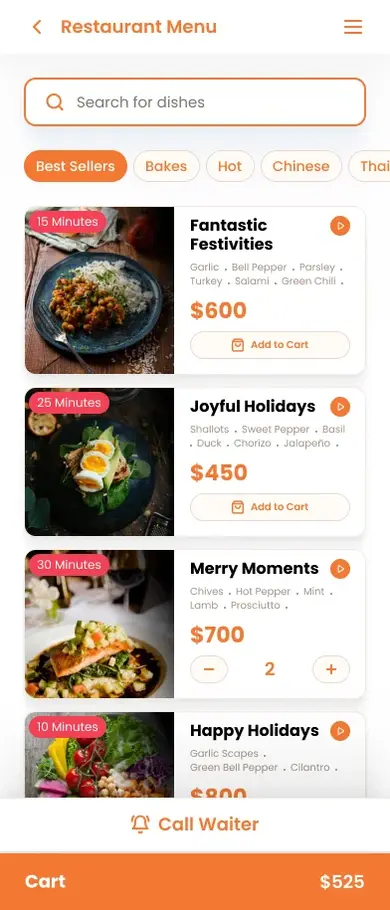 Restaurant Menu
Search for dishes
Best Sellers
Bakes
Hot
Chinese
Thai
15 Minutes
Fantastic
Festivities
Garlic . Bell Pepper . Parsley .
Turkey . Salami . Green Chili .
$600
Add to Cart
25 Minutes
Joyful Holidays
Shallots . Sweet Pepper . Basil
. Duck . Chorizo . Jalapeño .
$450
Add to Cart
30 Minutes
Merry Moments
Chives . Hot Pepper . Mint .
Lamb . Prosciutto .
$700
− 2 +
10 Minutes
Happy Holidays
Garlic Scapes .
Green Bell Pepper . Cilantro .
$800
Call Waiter
Cart $525